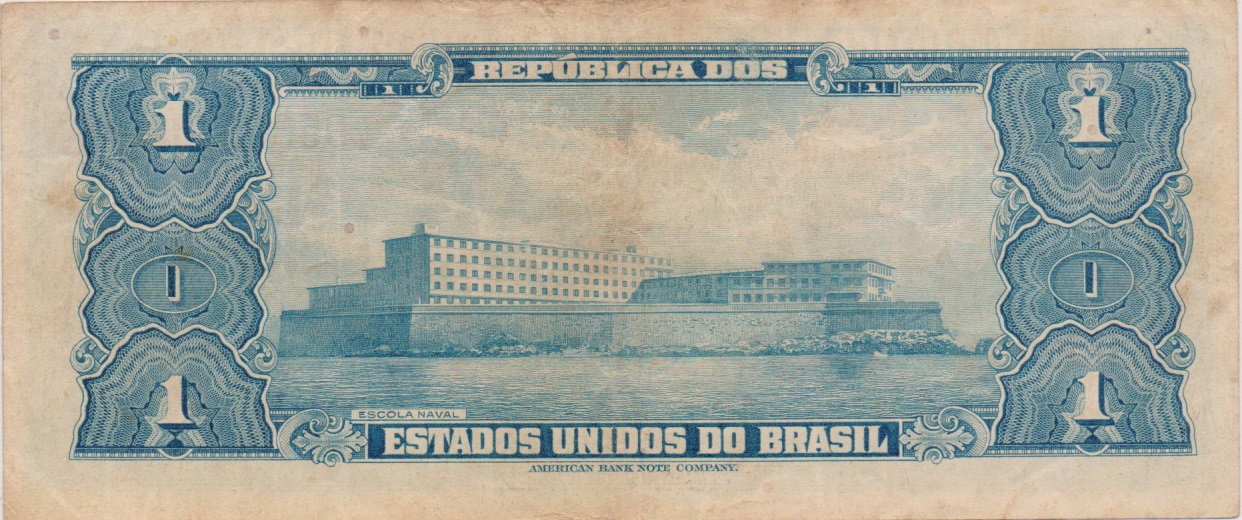 REPÚBLICA DOS
1 1
1 1
1 1
1 1
ESCOLA NAVAL
ESTADOS UNIDOS DO BRASIL
AMERICAN BANK NOTE COMPANY.